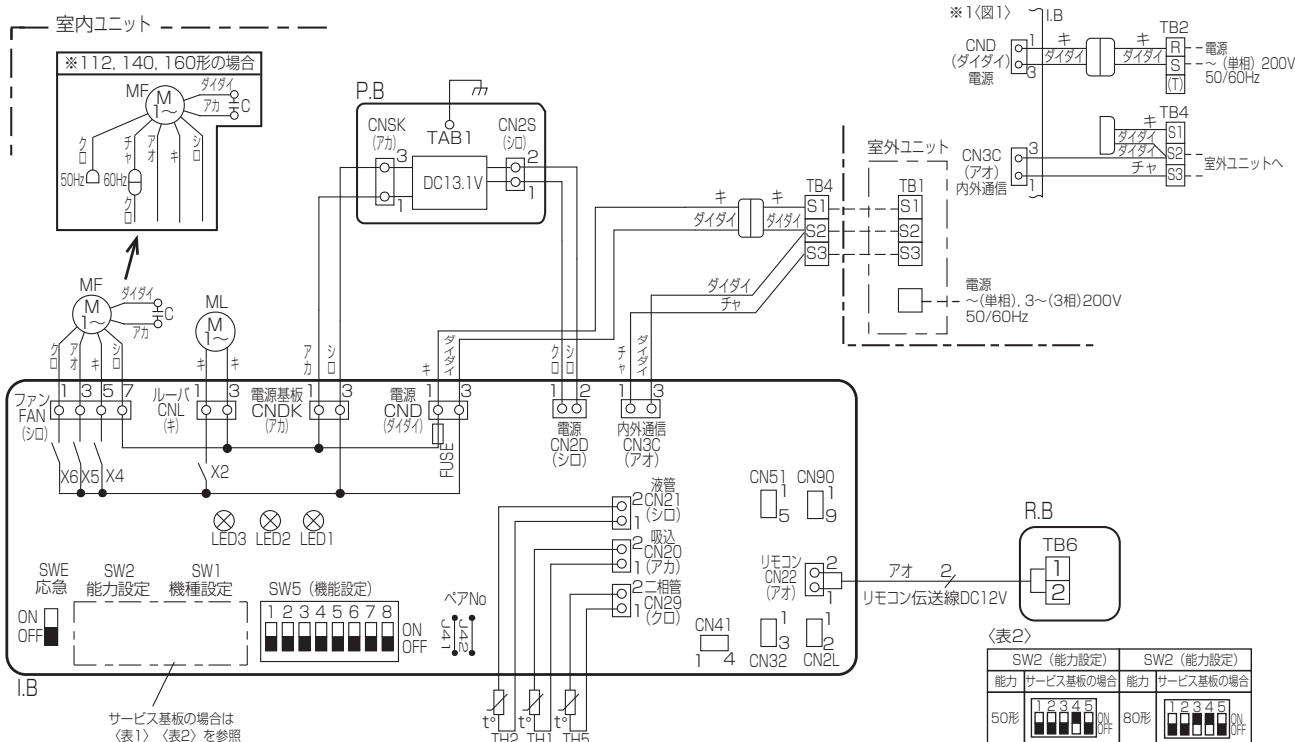 室内ユニット
※112, 140, 160形の場合
MF
M
1~
ダイダイ
アカ
C
クロ
チャ
アオ
キ
シロ
50Hz
60Hz
クロ
MF
M
1~
ダイダイ
アカ
C
クロ
アオ
キ
シロ
ML
M
1~
キ
キ
P.B
CNSK
(アカ)
3
1
TAB1
DC13.1V
CN2S
(シロ)
2
1
アカ
シロ
キ
ダイダイ
クロ
シロ
チャ
ダイダイ
キ
キ
ダイダイ
ダイダイ
ダイダイ
チャ
TB4
S1
S2
S3
室外ユニット
TB1
S1
S2
S3
電源
~(単相), 3~(3相)200V
50/60Hz
※1〈図1〉
I.B
CND
(ダイダイ)
電源
1
3
キ
ダイダイ
キ
ダイダイ
TB2
R
S
(T)
電源
~ (単相) 200V
50/60Hz
TB4
キ
ダイダイ
ダイダイ
チャ
S1
S2
S3
室外ユニットへ
CN3C
(アオ)
内外通信
3
1
ファン
FAN
(シロ)
1 3 5 7
ルーバ
CNL
(キ)
1 3
電源基板
CNDK
(アカ)
1 3
電源
CND
(ダイダイ)
1 3
FUSE
X6 X5 X4
X2
1 2
電源
CN2D
(シロ)
1 3
内外通信
CN3C
(アオ)
LED3 LED2 LED1
液管
CN21
(シロ)
2
1
吸込
CN20
(アカ)
2
1
二相管
CN29
(クロ)
2
1
CN51
1
5
CN90
1
9
リモコン
CN22
(アオ)
2
1
CN41
1 4
CN32
1
3
CN2L
1
2
アオ 2
リモコン伝送線DC12V
R.B
TB6
1
2
SWE
応急
ON
OFF
SW2
能力設定
SW1
機種設定
SW5 (機能設定)
1 2 3 4 5 6 7 8
ON
OFF
ペアNo
J41
J42
I.B
サービス基板の場合は
〈表1〉〈表2〉を参照
t°
t°
t°
TH2 TH1 TH5
〈表2〉
SW2 (能力設定) SW2 (能力設定)
能力 サービス基板の場合 能力 サービス基板の場合
50形 1 2 3 4 5 ON OFF 80形 1 2 3 4 5 ON OFF